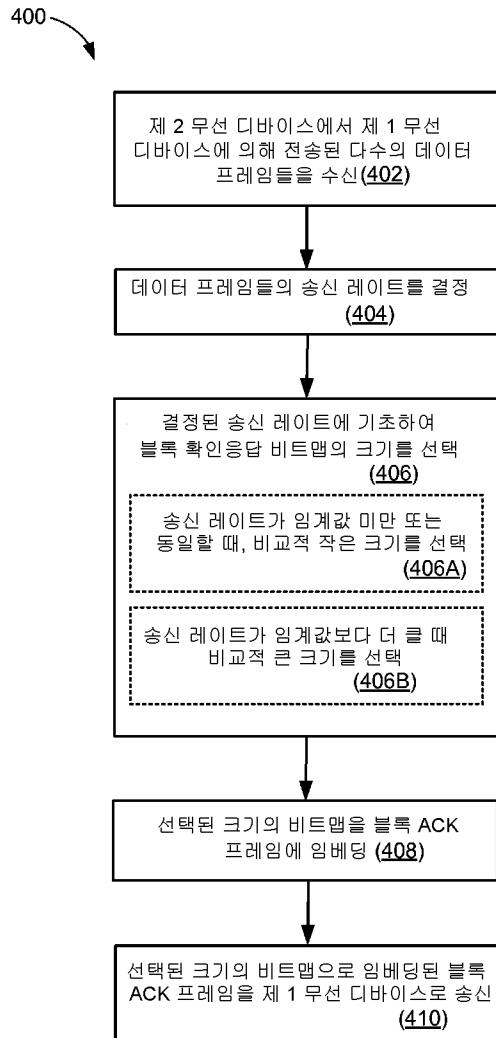 400
제 2 무선 디바이스에서 제 1 무선
디바이스에 의해 전송된 다수의 데이터
프레임들을 수신(402)
데이터 프레임들의 송신 레이트를 결정
(404)
결정된 송신 레이트에 기초하여
블록 확인응답 비트맵의 크기를 선택
(406)
송신 레이트가 임계값 미만 또는
동일할 때, 비교적 작은 크기를 선택
(406A)
송신 레이트가 임계값보다 더 클 때
비교적 큰 크기를 선택
(406B)
선택된 크기의 비트맵을 블록 ACK
프레임에 임베딩 (408)
선택된 크기의 비트맵으로 임베딩된 블록
ACK 프레임을 제 1 무선 디바이스로 송신
(410)